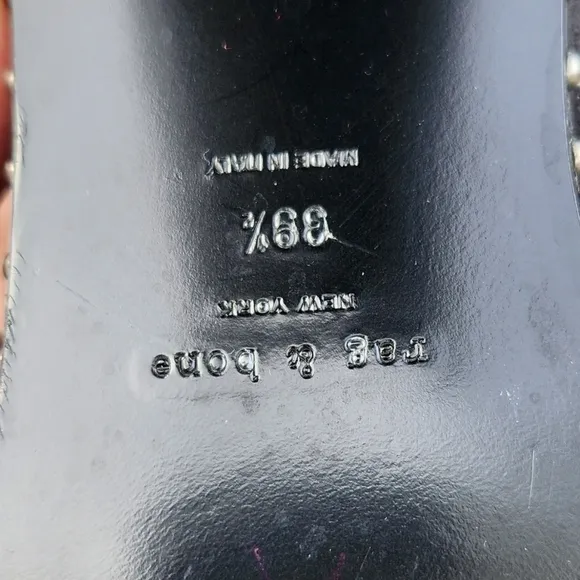 rag & bone
NEW YORK
39½
MADE IN ITALY